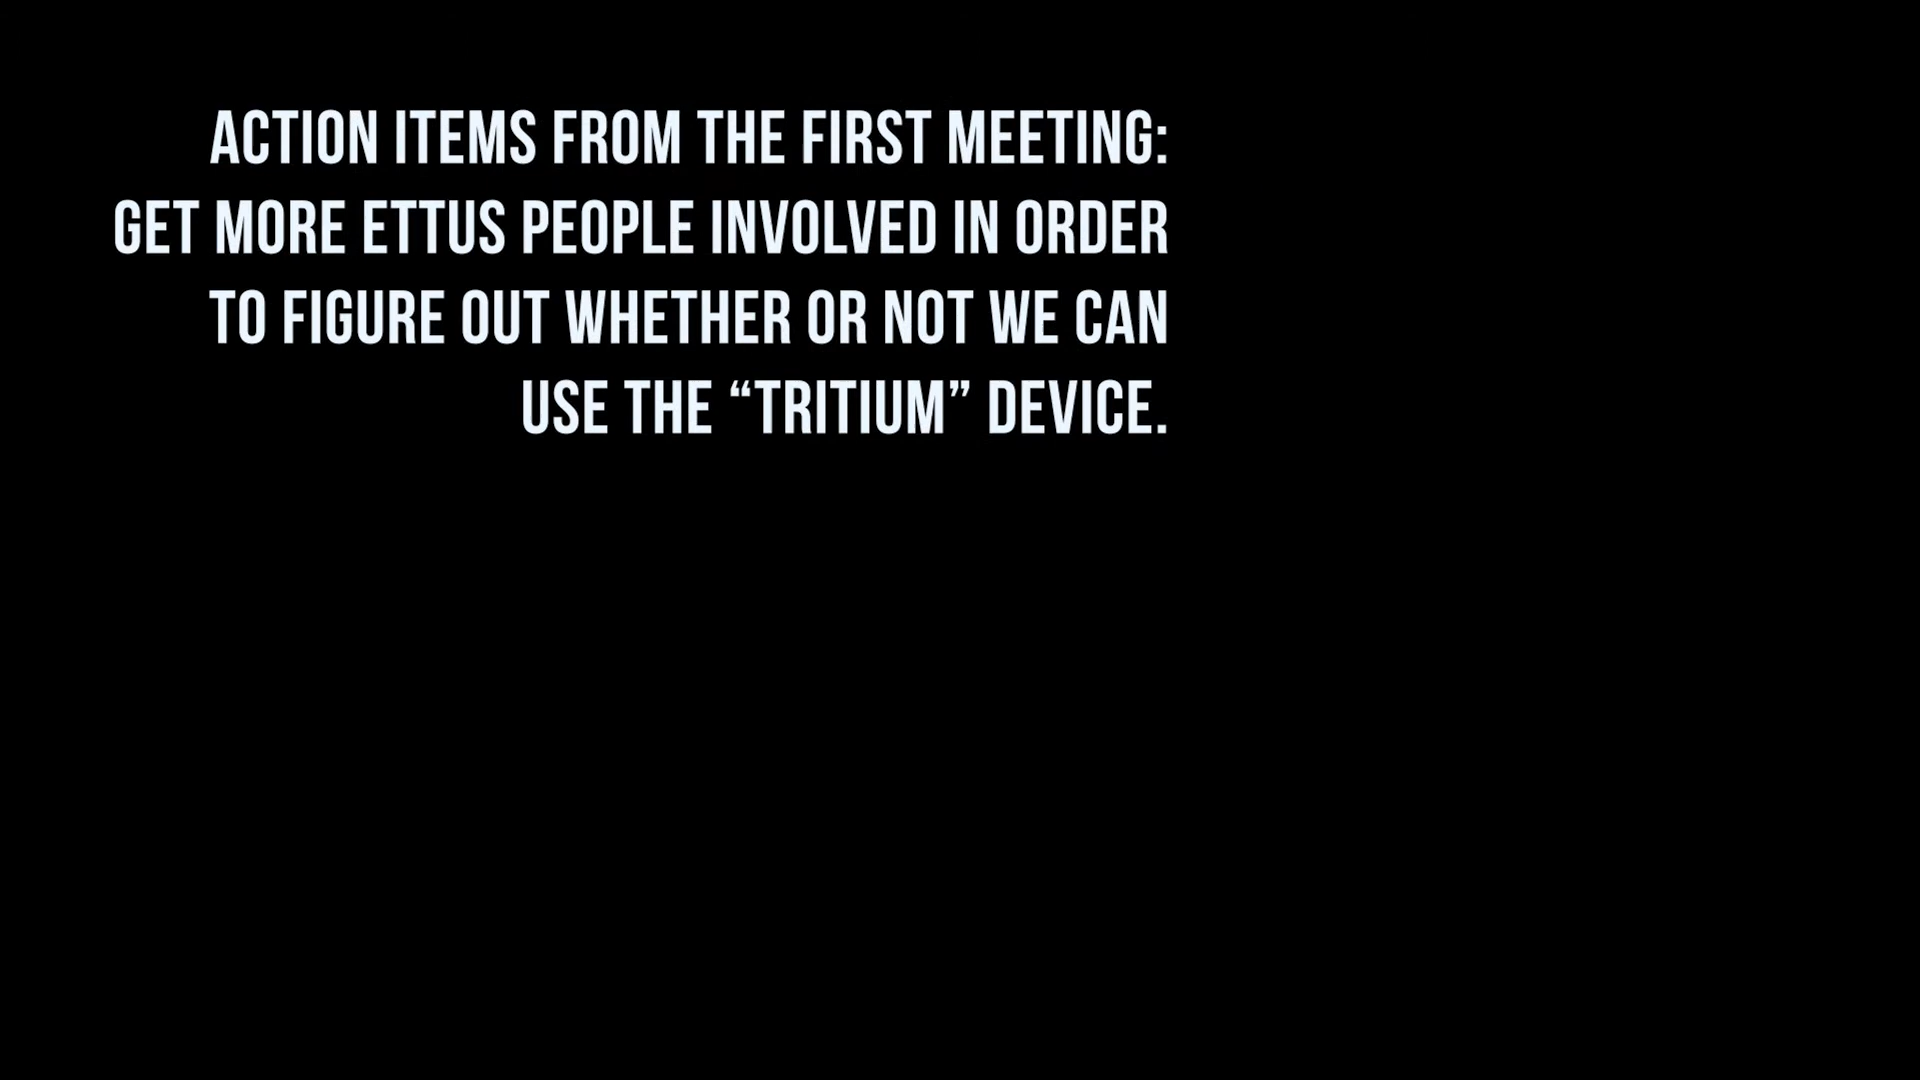 ACTION ITEMS FROM THE FIRST MEETING:
GET MORE ETTUS PEOPLE INVOLVED IN ORDER
TO FIGURE OUT WHETHER OR NOT WE CAN
USE THE “TRITIUM” DEVICE.